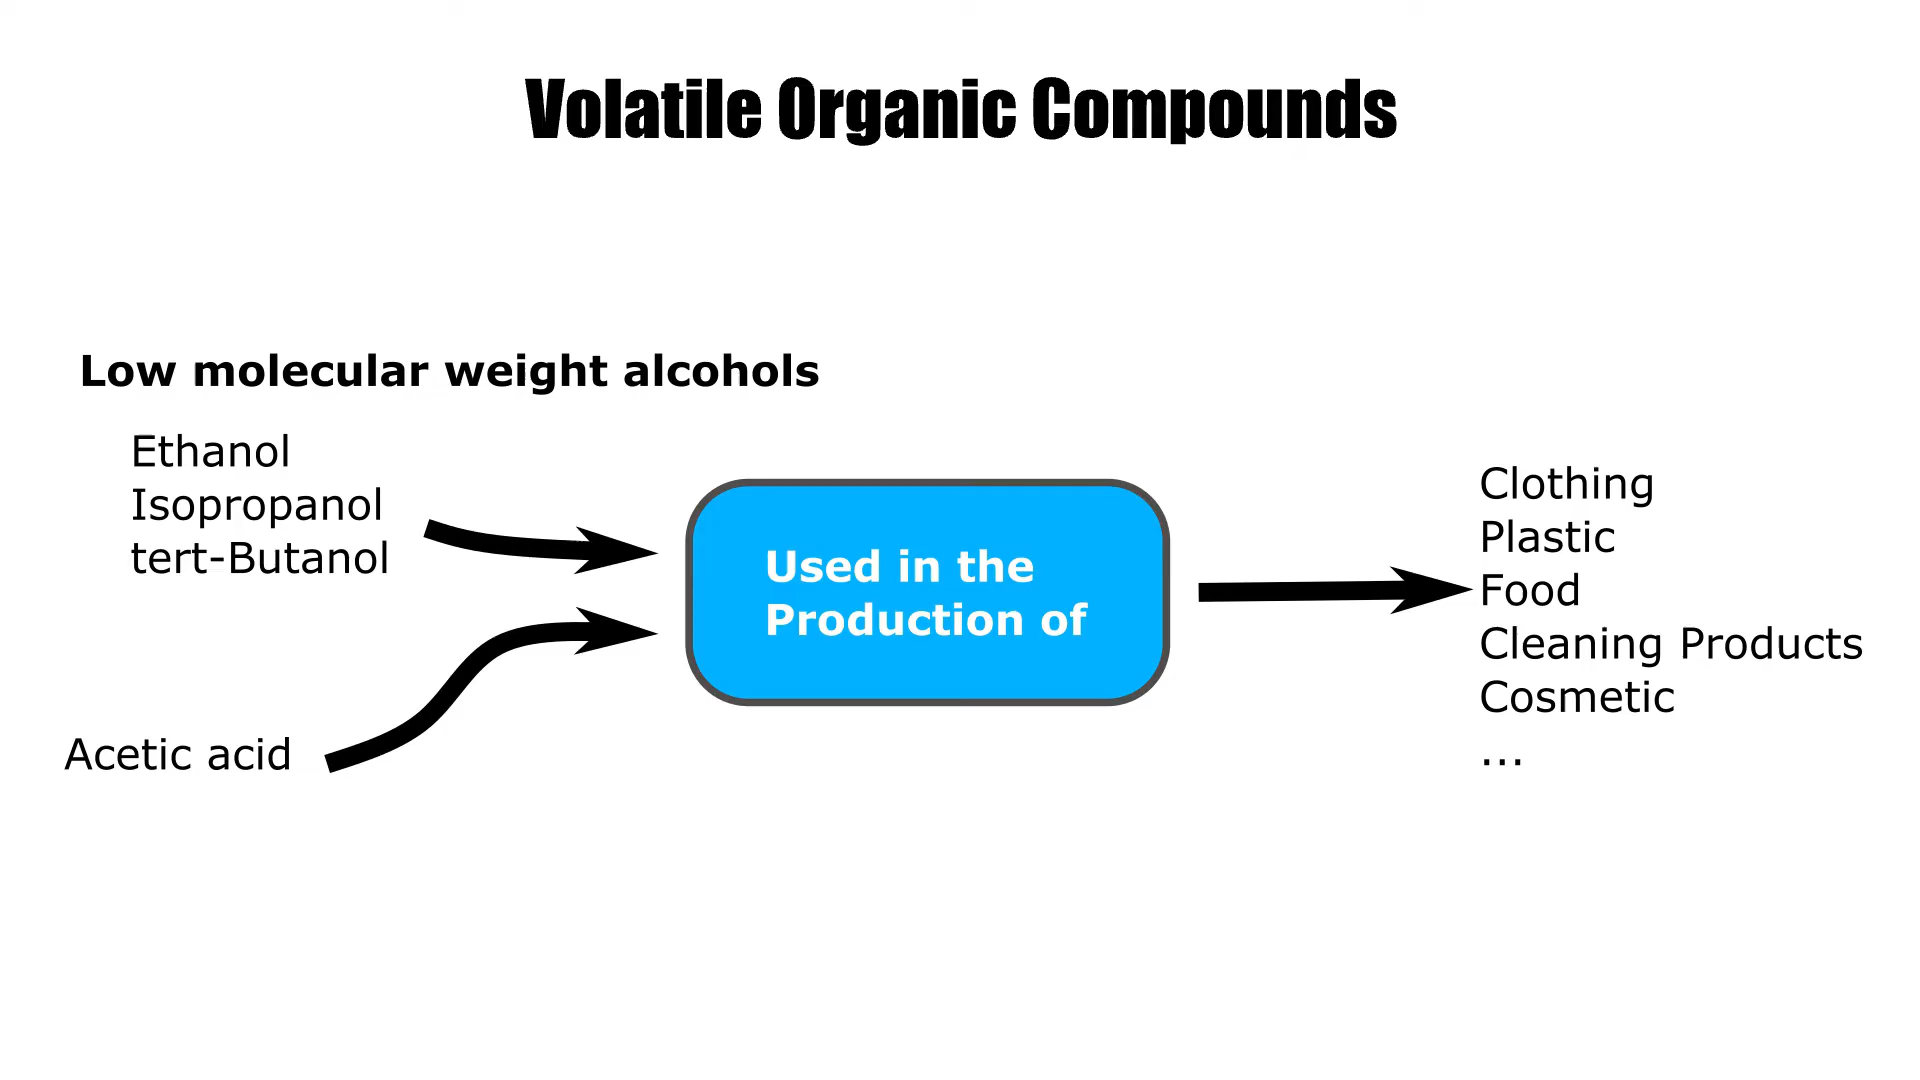 Volatile Organic Compounds
Low molecular weight alcohols
Ethanol
Isopropanol
tert-Butanol
Acetic acid
Used in the
Production of
Clothing
Plastic
Food
Cleaning Products
Cosmetic
...